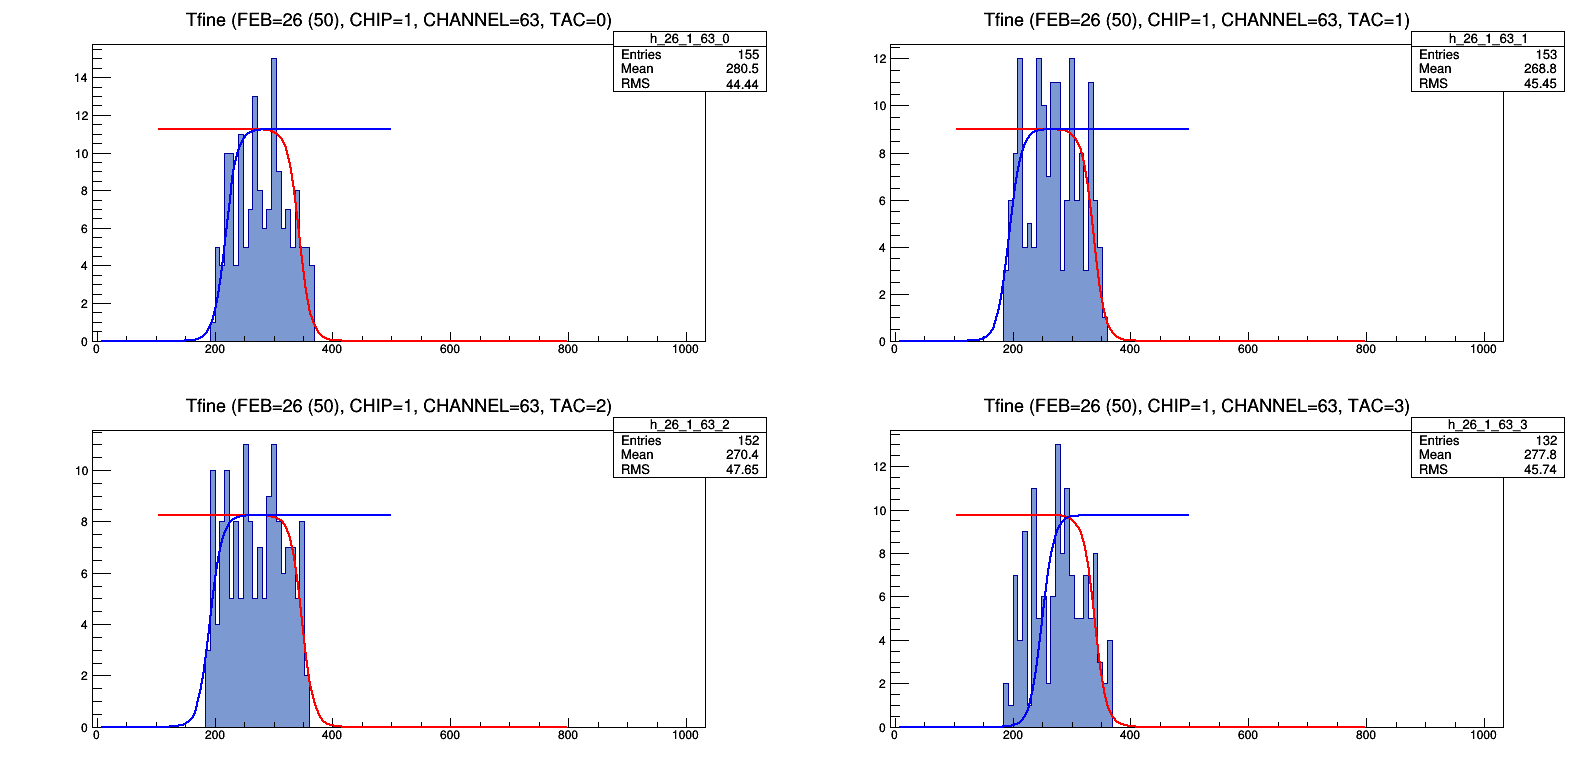 Tfine (FEB=26 (50), CHIP=1, CHANNEL=63, TAC=0)
h_26_1_63_0
Entries 155
Mean 280.5
RMS 44.44
14
12
10
8
6
4
2
0
0 200 400 600 800 1000
Tfine (FEB=26 (50), CHIP=1, CHANNEL=63, TAC=1)
h_26_1_63_1
Entries 153
Mean 268.8
RMS 45.45
12
10
8
6
4
2
0
0 200 400 600 800 1000
Tfine (FEB=26 (50), CHIP=1, CHANNEL=63, TAC=2)
h_26_1_63_2
Entries 152
Mean 270.4
RMS 47.65
10
8
6
4
2
0
0 200 400 600 800 1000
Tfine (FEB=26 (50), CHIP=1, CHANNEL=63, TAC=3)
h_26_1_63_3
Entries 132
Mean 277.8
RMS 45.74
12
10
8
6
4
2
0
0 200 400 600 800 1000